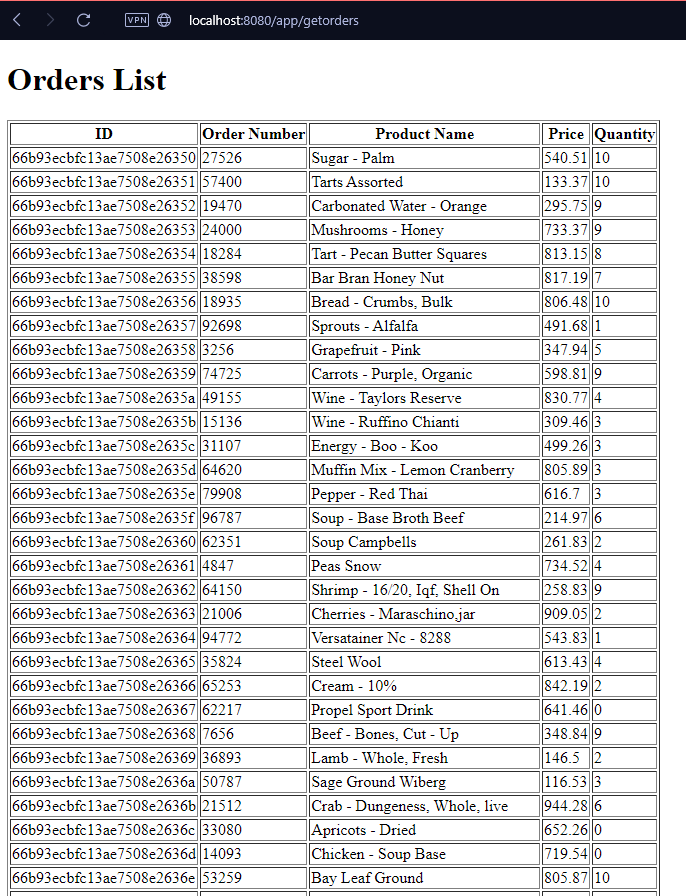 VPN localhost:8080/app/getorders
Orders List
ID Order Number Product Name Price Quantity
66b93ecbfc13ae7508e26350 27526 Sugar - Palm 540.51 10
66b93ecbfc13ae7508e26351 57400 Tarts Assorted 133.37 10
66b93ecbfc13ae7508e26352 19470 Carbonated Water - Orange 295.75 9
66b93ecbfc13ae7508e26353 24000 Mushrooms - Honey 733.37 9
66b93ecbfc13ae7508e26354 18284 Tart - Pecan Butter Squares 813.15 8
66b93ecbfc13ae7508e26355 38598 Bar Bran Honey Nut 817.19 7
66b93ecbfc13ae7508e26356 18935 Bread - Crumbs, Bulk 806.48 10
66b93ecbfc13ae7508e26357 92698 Sprouts - Alfalfa 491.68 1
66b93ecbfc13ae7508e26358 3256 Grapefruit - Pink 347.94 5
66b93ecbfc13ae7508e26359 74725 Carrots - Purple, Organic 598.81 9
66b93ecbfc13ae7508e2635a 49155 Wine - Taylors Reserve 830.77 4
66b93ecbfc13ae7508e2635b 15136 Wine - Ruffino Chianti 309.46 3
66b93ecbfc13ae7508e2635c 31107 Energy - Boo - Koo 499.26 3
66b93ecbfc13ae7508e2635d 64620 Muffin Mix - Lemon Cranberry 805.89 3
66b93ecbfc13ae7508e2635e 79908 Pepper - Red Thai 616.7 3
66b93ecbfc13ae7508e2635f 96787 Soup - Base Broth Beef 214.97 6
66b93ecbfc13ae7508e26360 62351 Soup Campbells 261.83 2
66b93ecbfc13ae7508e26361 4847 Peas Snow 734.52 4
66b93ecbfc13ae7508e26362 64150 Shrimp - 16/20, Iqf, Shell On 258.83 9
66b93ecbfc13ae7508e26363 21006 Cherries - Maraschino,jar 909.05 2
66b93ecbfc13ae7508e26364 94772 Versatainer Nc - 8288 543.83 1
66b93ecbfc13ae7508e26365 35824 Steel Wool 613.43 4
66b93ecbfc13ae7508e26366 65253 Cream - 10% 842.19 2
66b93ecbfc13ae7508e26367 62217 Propel Sport Drink 641.46 0
66b93ecbfc13ae7508e26368 7656 Beef - Bones, Cut - Up 348.84 9
66b93ecbfc13ae7508e26369 36893 Lamb - Whole, Fresh 146.5 2
66b93ecbfc13ae7508e2636a 50787 Sage Ground Wiberg 116.53 3
66b93ecbfc13ae7508e2636b 21512 Crab - Dungeness, Whole, live 944.28 6
66b93ecbfc13ae7508e2636c 33080 Apricots - Dried 652.26 0
66b93ecbfc13ae7508e2636d 14093 Chicken - Soup Base 719.54 0
66b93ecbfc13ae7508e2636e 53259 Bay Leaf Ground 805.87 10